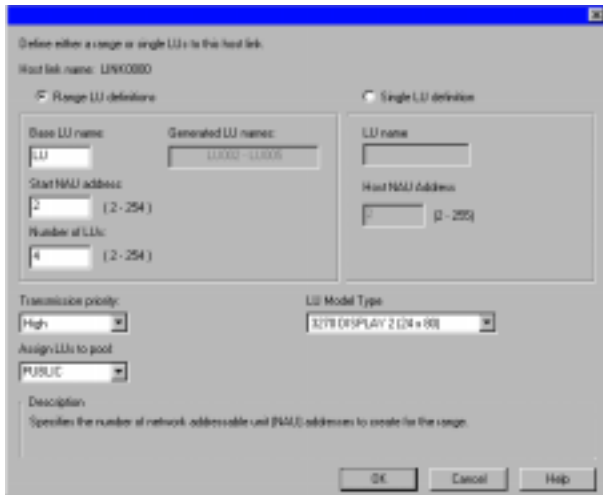 Define either a range or single LUs to this host link.
Host link name: LINK0000
Range LU definitions
Single LU definition
Base LU name:
Generated LU names:
LU
LU002 - LU005
Start NAU address:
2
( 2 - 254 )
Number of LUs:
4
( 2 - 254 )
LU name
Host NAU Address
2
(2 - 255)
Transmission priority:
LU Model Type
High
3270 DISPLAY 2 (24 x 80)
Assign LUs to pool:
PUBLIC
Description
Specifies the number of network addressable unit (NAU) addresses to create for the range.
OK
Cancel
Help